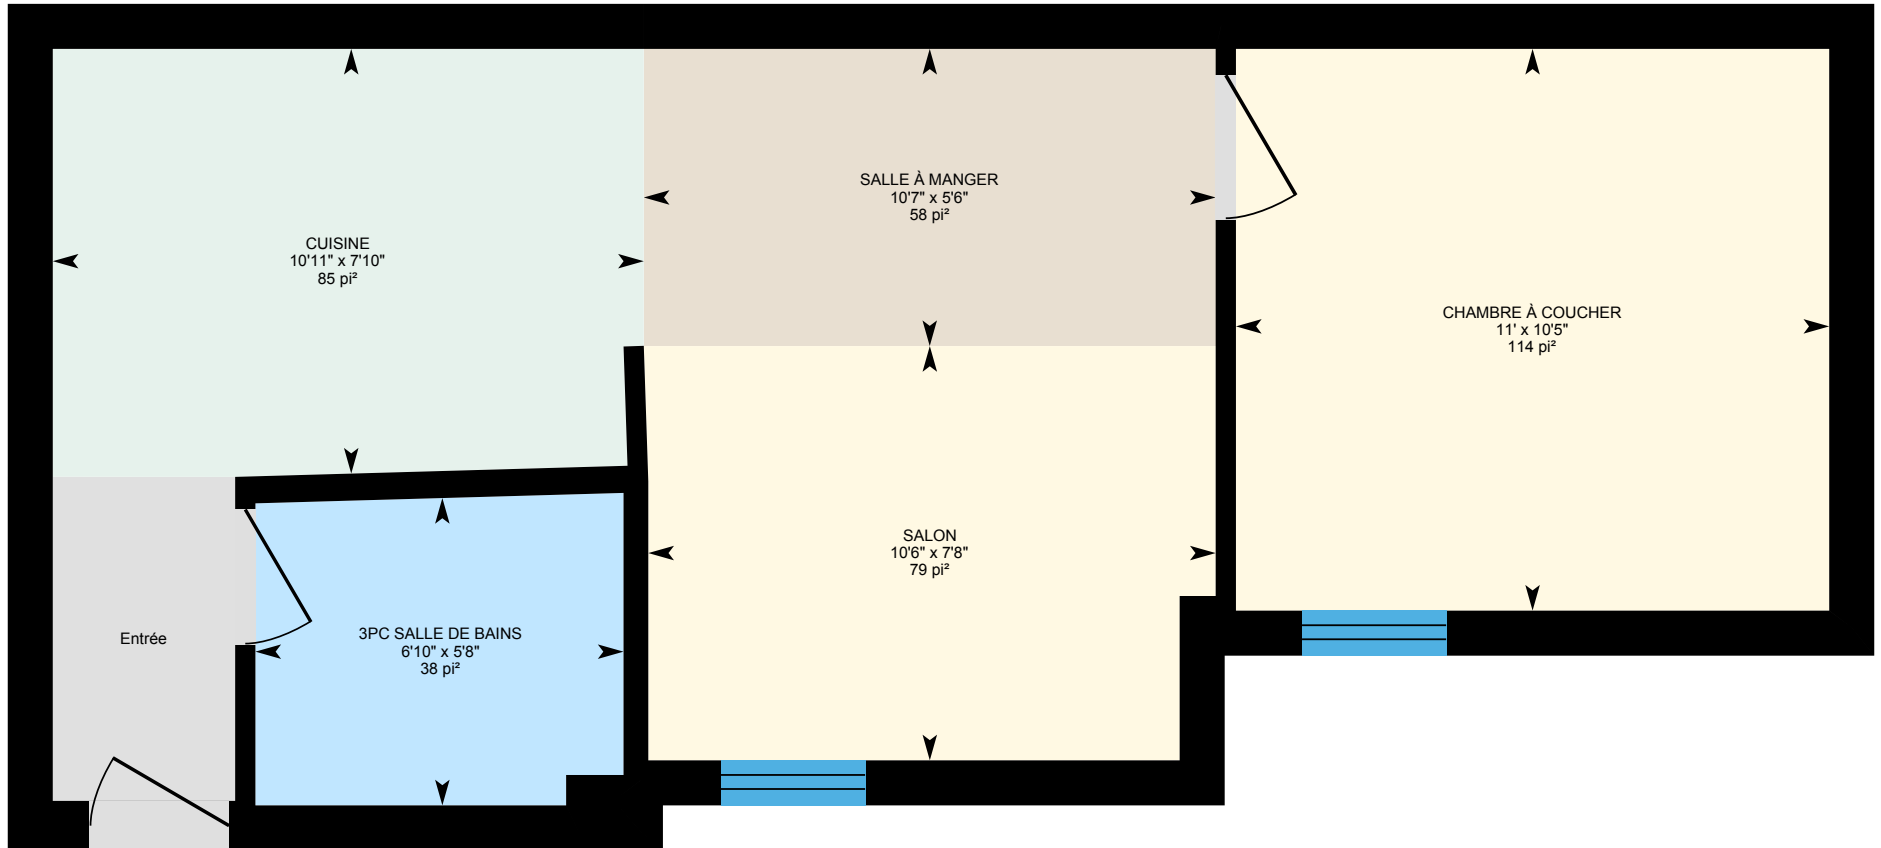 SALLE À MANGER
10'7" x 5'6"
58 pi²
CUISINE
10'11" x 7'10"
85 pi²
CHAMBRE À COUCHER
11' x 10'5"
114 pi²
SALON
10'6" x 7'8"
79 pi²
Entrée
3PC SALLE DE BAINS
6'10" x 5'8"
38 pi²